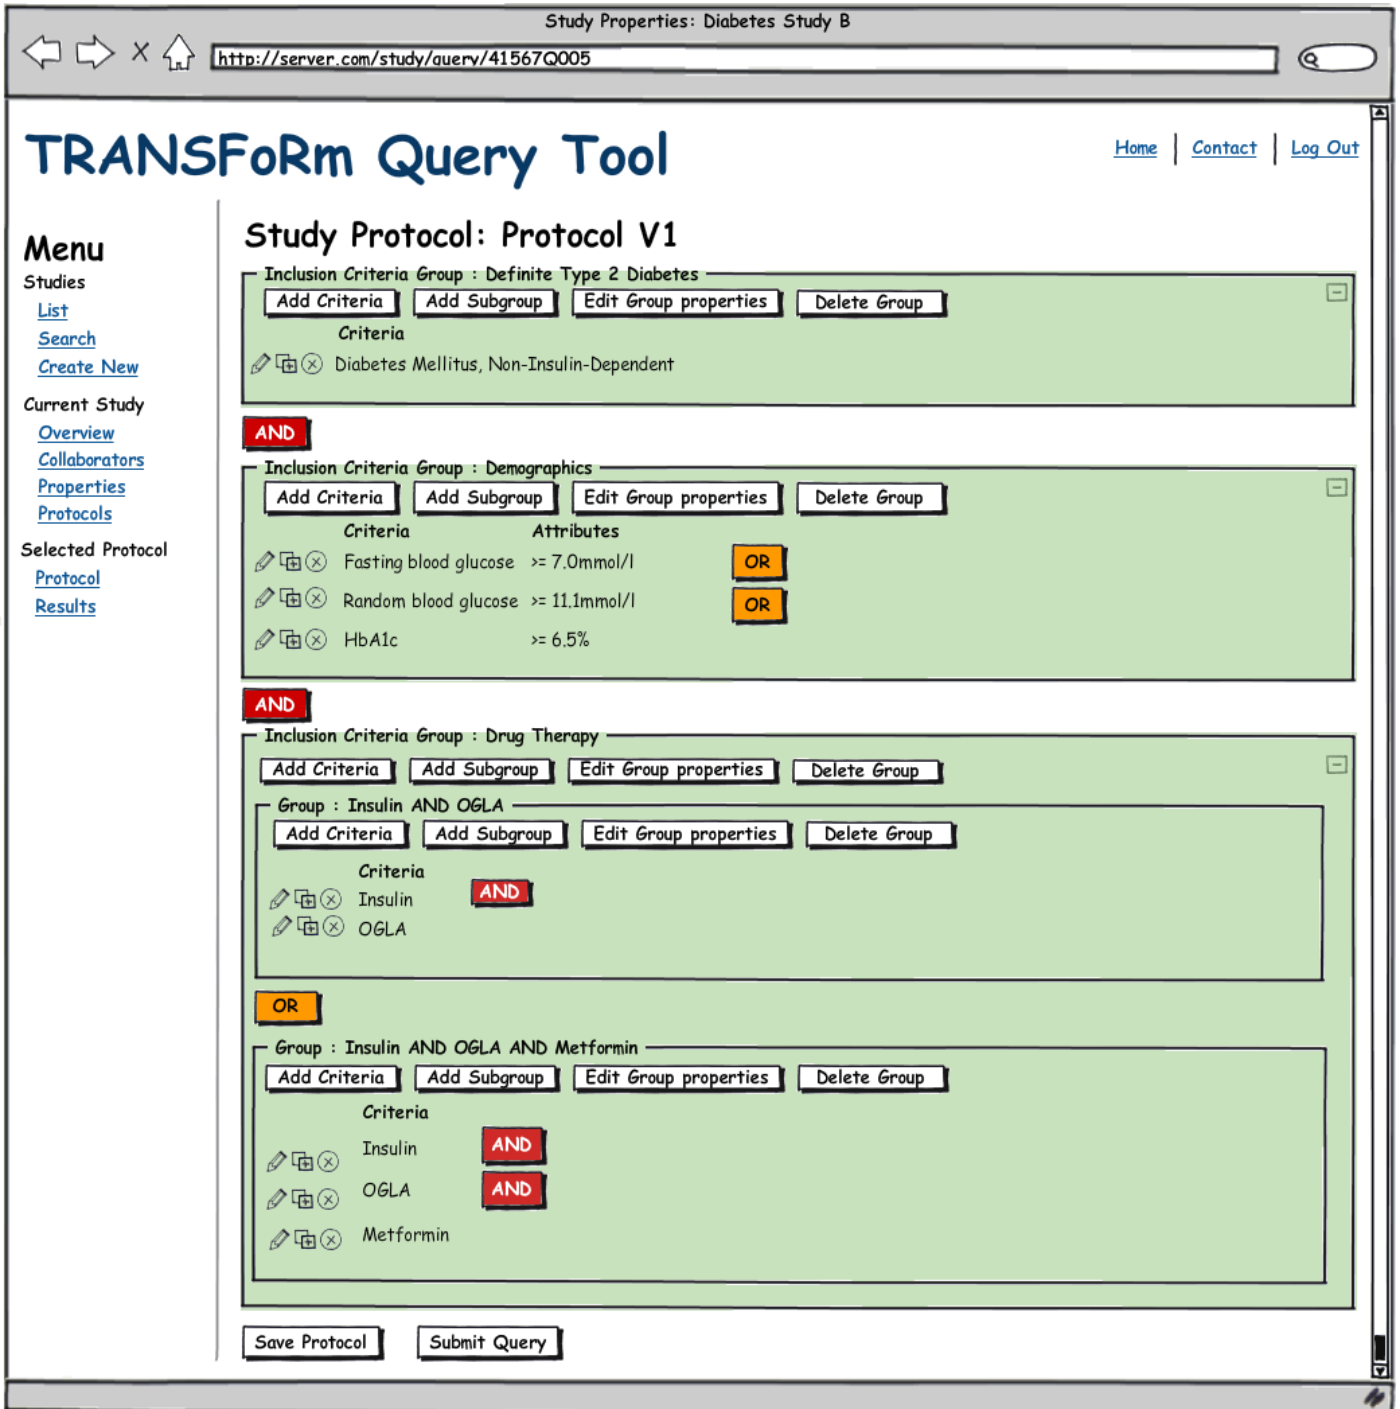 Study Properties: Diabetes Study B
http://server.com/study/query/41567Q005
TRANSFoRm Query Tool
Home
Contact
Log Out
Menu
Studies
List
Search
Create New
Current Study
Overview
Collaborators
Properties
Protocols
Selected Protocol
Protocol
Results
Study Protocol: Protocol V1
Inclusion Criteria Group : Definite Type 2 Diabetes
Add Criteria Add Subgroup Edit Group properties Delete Group
Criteria
Diabetes Mellitus, Non-Insulin-Dependent
AND
Inclusion Criteria Group : Demographics
Add Criteria Add Subgroup Edit Group properties Delete Group
Criteria Attributes
Fasting blood glucose >= 7.0mmol/l OR
Random blood glucose >= 11.1mmol/l OR
HbA1c >= 6.5%
AND
Inclusion Criteria Group : Drug Therapy
Add Criteria Add Subgroup Edit Group properties Delete Group
Group : Insulin AND OGLA
Add Criteria Add Subgroup Edit Group properties Delete Group
Criteria
Insulin AND
OGLA
OR
Group : Insulin AND OGLA AND Metformin
Add Criteria Add Subgroup Edit Group properties Delete Group
Criteria
Insulin AND
OGLA AND
Metformin
Save Protocol Submit Query